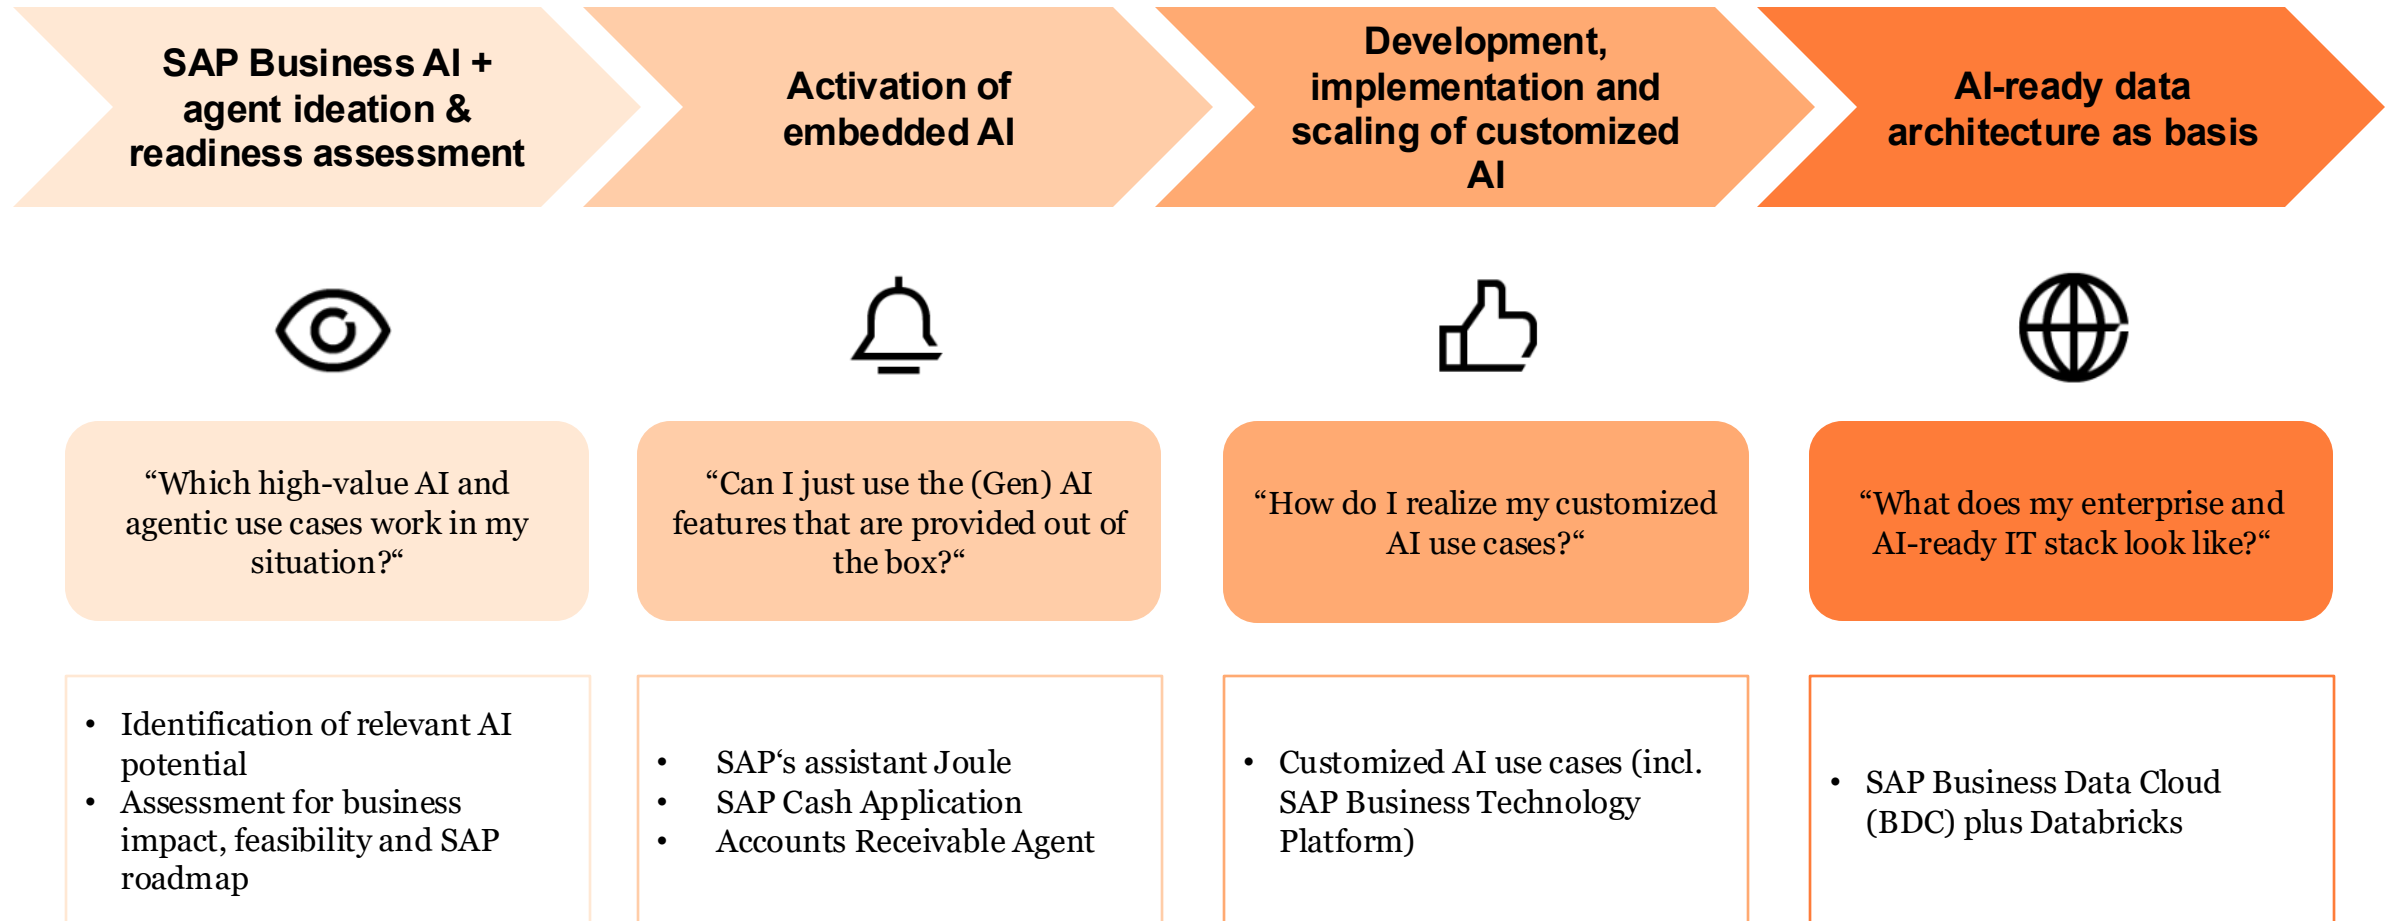 SAP Business AI +
agent ideation &
readiness assessment
Activation of
embedded AI
Development,
implementation and
scaling of customized
AI
AI-ready data
architecture as basis
“Which high-value AI and
agentic use cases work in my
situation?“
“Can I just use the (Gen) AI
features that are provided out of
the box?“
“How do I realize my customized
AI use cases?“
“What does my enterprise and
AI-ready IT stack look like?“
• Identification of relevant AI
potential
• Assessment for business
impact, feasibility and SAP
roadmap
• SAP‘s assistant Joule
• SAP Cash Application
• Accounts Receivable Agent
• Customized AI use cases (incl.
SAP Business Technology
Platform)
• SAP Business Data Cloud
(BDC) plus Databricks